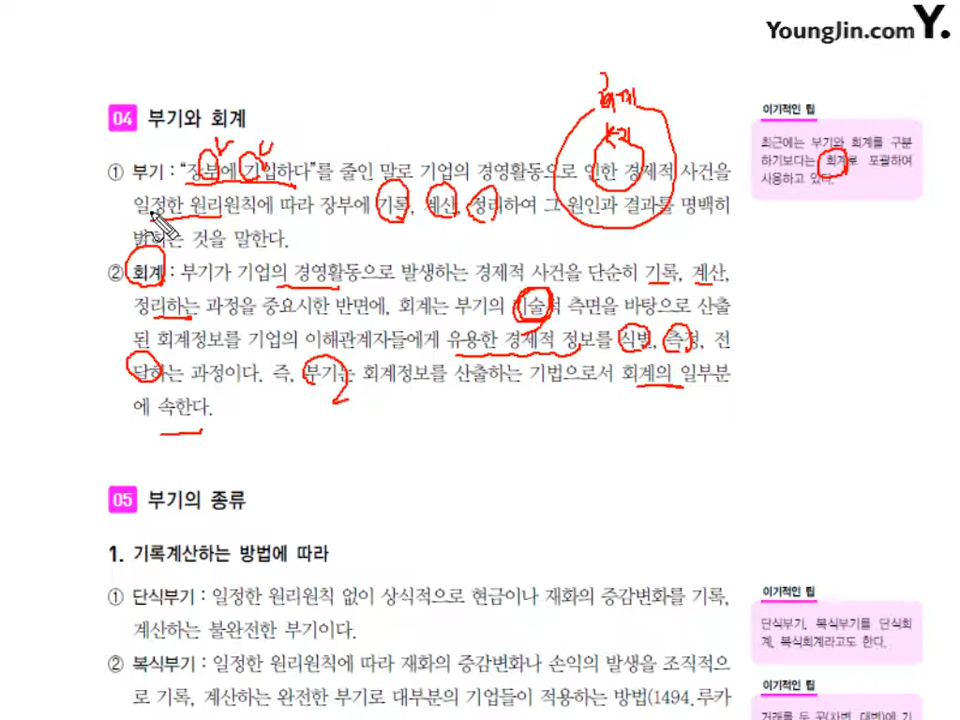 YoungJin.com Y.
04 부기와 회계
① 부기 : “장부에 기입하다”를 줄인 말로 기업의 경영활동으로 인한 경제적 사건을
일정한 원리원칙에 따라 장부에 기록, 계산, 정리하여 그 원인과 결과를 명백히
밝히는 것을 말한다.
② 회계 : 부기가 기업의 경영활동으로 발생하는 경제적 사건을 단순히 기록, 계산,
정리하는 과정을 중요시한 반면에, 회계는 부기의 기술적 측면을 바탕으로 산출
된 회계정보를 기업의 이해관계자들에게 유용한 경제적 정보를 식별, 측정, 전
달하는 과정이다. 즉, 부기는 회계정보를 산출하는 기법으로서 회계의 일부분
에 속한다.
이기적인 팁
최근에는 부기와 회계를 구분
하기보다는 회계로 포괄하여
사용하고 있다.
회계
05 부기의 종류
1. 기록계산하는 방법에 따라
① 단식부기 : 일정한 원리원칙 없이 상식적으로 현금이나 재화의 증감변화를 기록,
계산하는 불완전한 부기이다.
② 복식부기 : 일정한 원리원칙에 따라 재화의 증감변화나 손익의 발생을 조직적으
로 기록, 계산하는 완전한 부기로 대부분의 기업들이 적용하는 방법(1494. 루카
이기적인 팁
단식부기, 복식부기를 단식회
계, 복식회계라고도 한다.
이기적인 팁
거래를 두 곳(차변, 대변)에 기